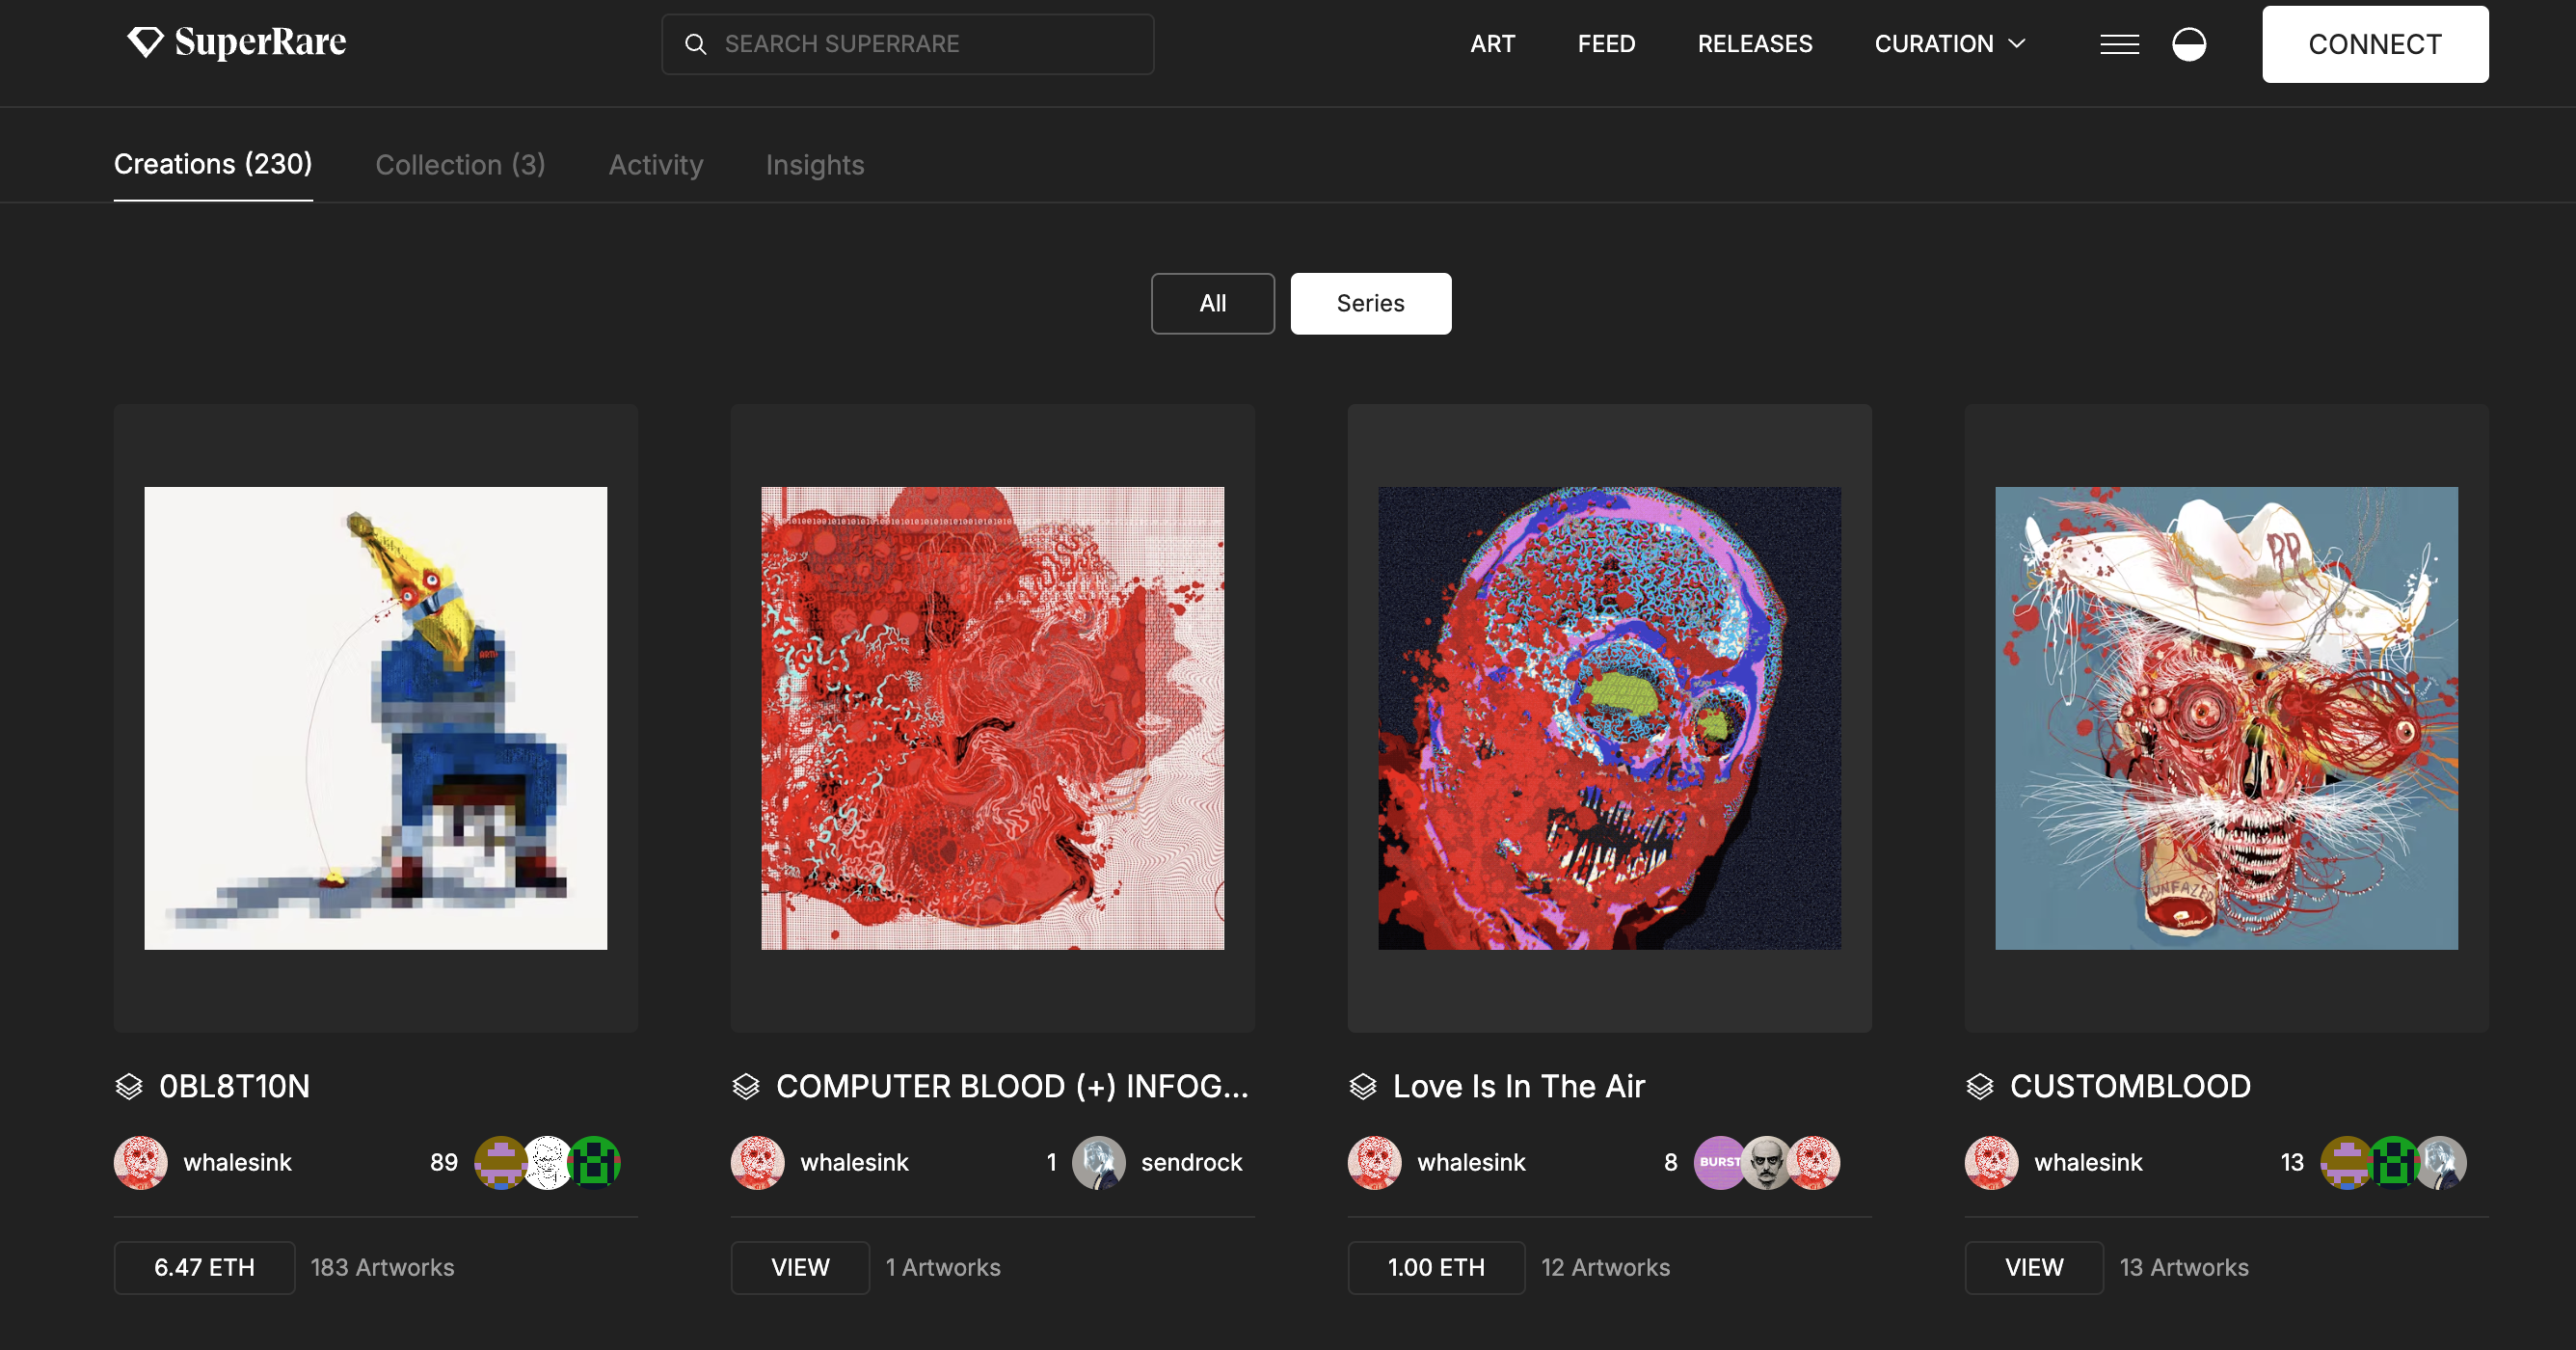 SuperRare
SEARCH SUPERRARE
ART FEED RELEASES CURATION
CONNECT
Creations (230) Collection (3) Activity Insights
All Series
UNFAZED
0BL8T10N
whalesink 89
6.47 ETH 183 Artworks
COMPUTER BLOOD (+) INFOG...
whalesink 1 sendrock
VIEW 1 Artworks
Love Is In The Air
whalesink 8 BURST
1.00 ETH 12 Artworks
CUSTOMBLOOD
whalesink 13
VIEW 13 Artworks